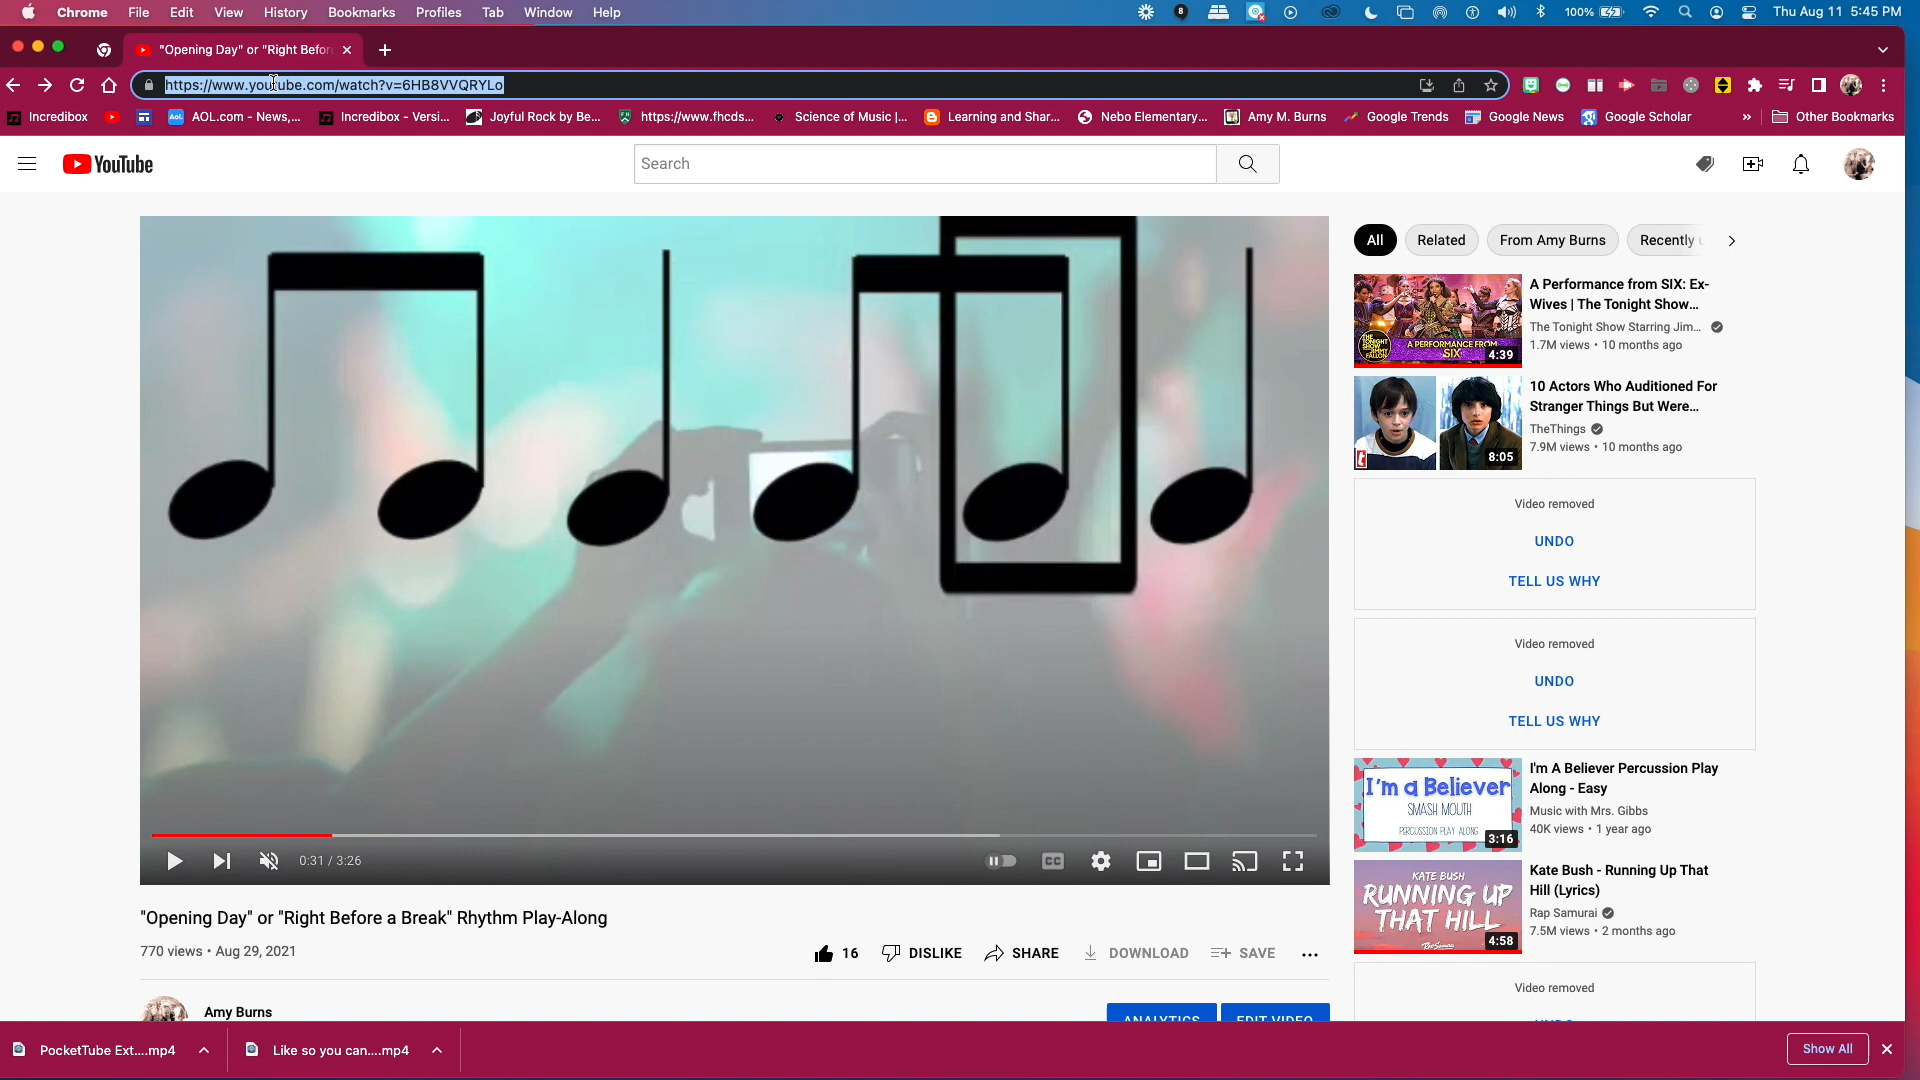 Chrome File Edit View History Bookmarks Profiles Tab Window Help 8 100% Thu Aug 11 5:45 PM
"Opening Day" or "Right Befor
https://www.youtube.com/watch?v=6HB8VVQRYLo
Incredibox Aol. AOL.com - News,... Incredibox - Versi... Joyful Rock by Be... https://www.fhcds... Science of Music |... Learning and Shar... Nebo Elementary... Amy M. Burns Google Trends Google News Google Scholar » Other Bookmarks
YouTube
Search
All Related From Amy Burns Recently
A Performance from SIX: Ex-
Wives | The Tonight Show...
The Tonight Show Starring Jim...
1.7M views • 10 months ago
A PERFORMANCE FROM
SIX
4:39
10 Actors Who Auditioned For
Stranger Things But Were...
TheThings
7.9M views • 10 months ago
8:05
Video removed
UNDO
TELL US WHY
Video removed
UNDO
TELL US WHY
I'm a Believer
SMASH MOUTH
PERCUSSION PLAY ALONG
3:16
I'm A Believer Percussion Play
Along - Easy
Music with Mrs. Gibbs
40K views • 1 year ago
KATE BUSH
RUNNING UP
THAT HILL
4:58
Kate Bush - Running Up That
Hill (Lyrics)
Rap Samurai
7.5M views • 2 months ago
Video removed
0:31 / 3:26
CC
"Opening Day" or "Right Before a Break" Rhythm Play-Along
770 views • Aug 29, 2021
16 DISLIKE SHARE DOWNLOAD SAVE
Amy Burns
ANALYTICS EDIT VIDEO
PocketTube Ext....mp4 Like so you can....mp4 Show All